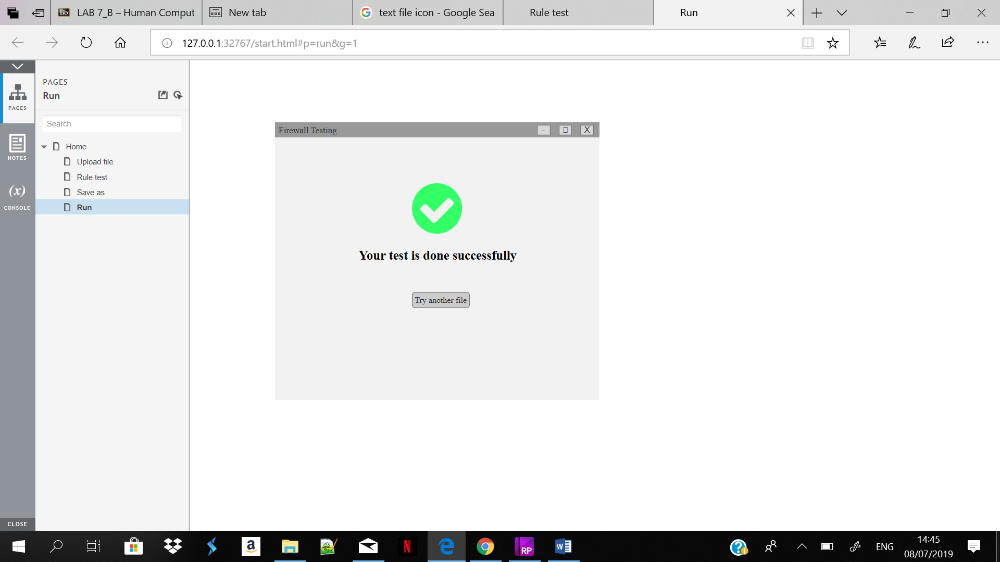 LAB 7_B – Human Comput
New tab
text file icon - Google Sea
Rule test
Run
127.0.0.1:32767/start.html#p=run&g=1
PAGES
Run
PAGES
Search
NOTES
Home
Upload file
Rule test
Save as
Run
(x)
CONSOLE
Firewall Testing
-
X
Your test is done successfully
Try another file
CLOSE
ENG
14:45
08/07/2019